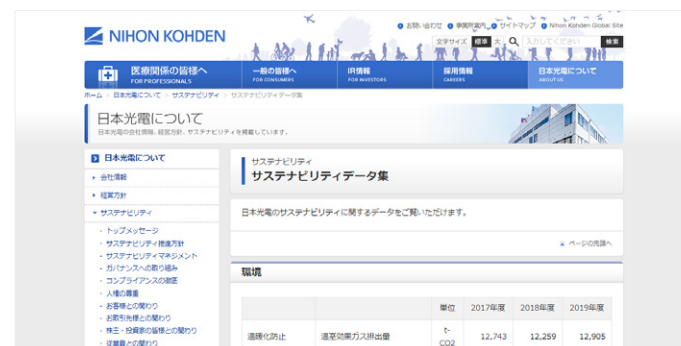 NIHON KOHDEN
お問い合わせ 事業所案内 サイトマップ Nihon Kohden Global Site
文字サイズ 標準 大 入力してください 検索
医療関係の皆様へ
FOR PROFESSIONALS
一般の皆様へ
FOR CONSUMERS
IR情報
FOR INVESTORS
採用情報
CAREERS
日本光電について
ABOUT US
ホーム > 日本光電について > サステナビリティ > サステナビリティデータ集
日本光電について
日本光電の会社情報、経営方針、サステナビリティを掲載しています。
日本光電について
会社情報
経営方針
サステナビリティ
トップメッセージ
サステナビリティ推進方針
サステナビリティマネジメント
ガバナンスへの取り組み
コンプライアンスの徹底
人権の尊重
お客様との関わり
お取引先様との関わり
株主・投資家の皆様との関わり
従業員との関わり
サステナビリティ
サステナビリティデータ集
日本光電のサステナビリティに関するデータをご覧いただけます。
ページの先頭へ
環境
単位 2017年度 2018年度 2019年度
温暖化防止 温室効果ガス排出量 t-CO2 12,743 12,259 12,905